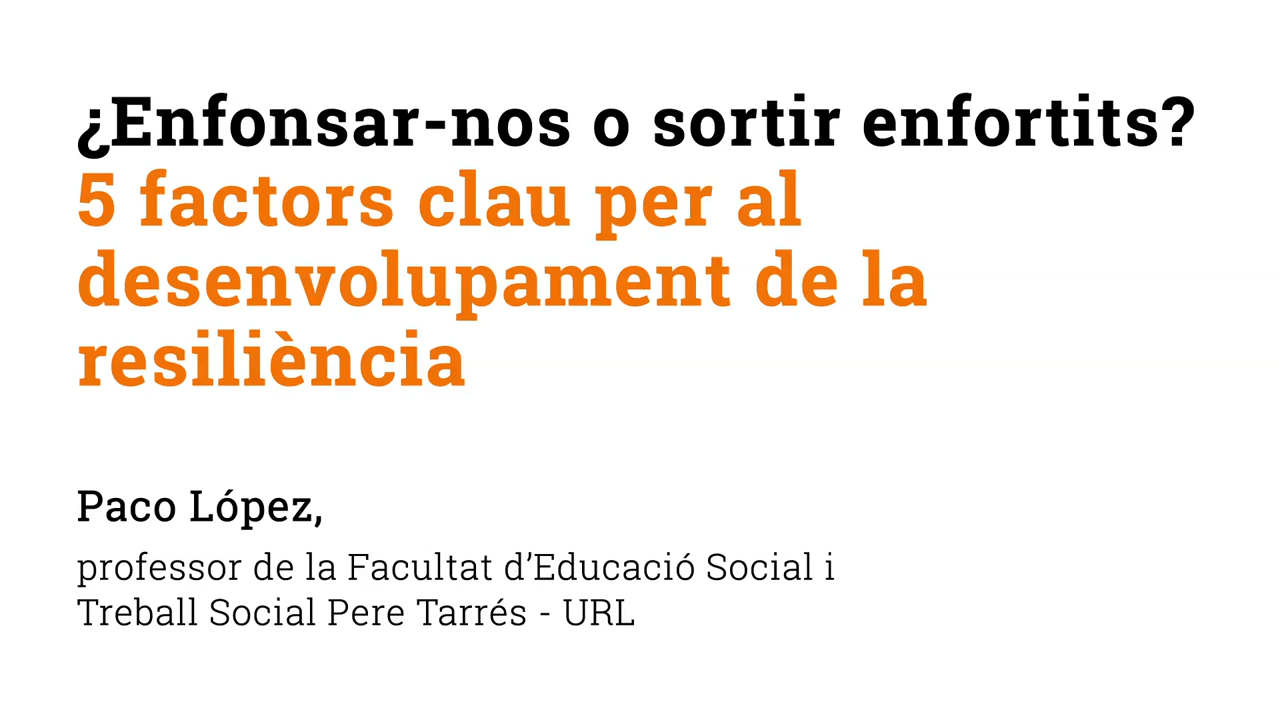 ¿Enfonsar-nos o sortir enfortits?
5 factors clau per al
desenvolupament de la
resiliència
Paco López,
professor de la Facultat d’Educació Social i
Treball Social Pere Tarrés - URL